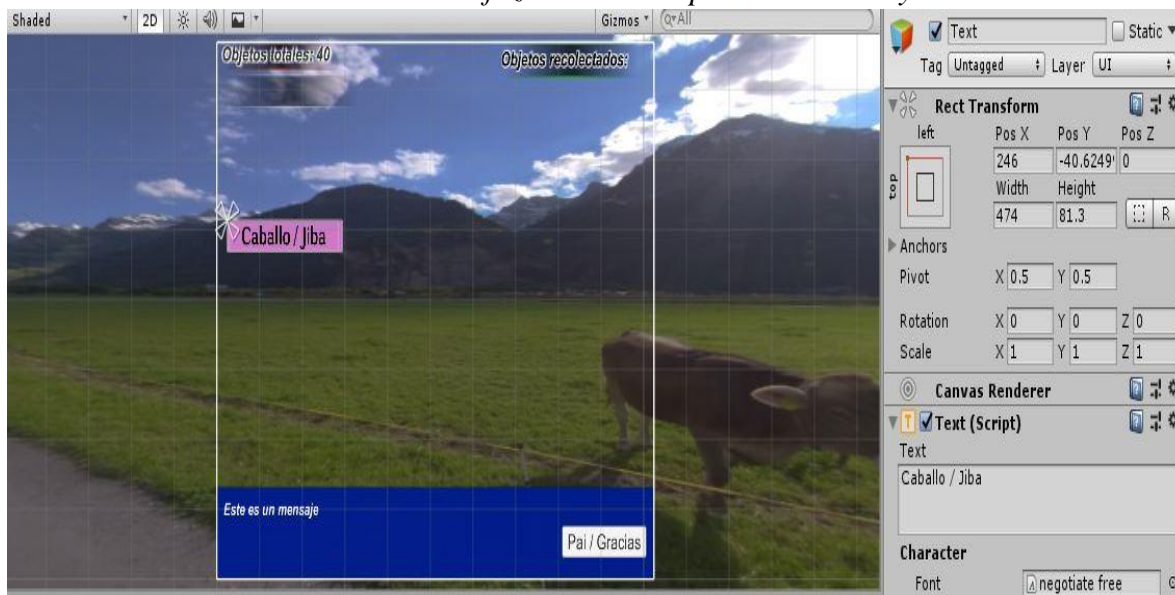 Shaded 2D Gizmos All
Objetos totales: 40 Objetos recolectados:
Caballo / Jiba
Este es un mensaje
Pai / Gracias
Text Static
Tag Untagged Layer UI
Rect Transform
left Pos X Pos Y Pos Z
246 -40.6249 0
top
Width Height
474 81.3 R
Anchors
Pivot X 0.5 Y 0.5
Rotation X 0 Y 0 Z 0
Scale X 1 Y 1 Z 1
Canvas Renderer
T Text (Script)
Text
Caballo / Jiba
Character
Font negotiate free